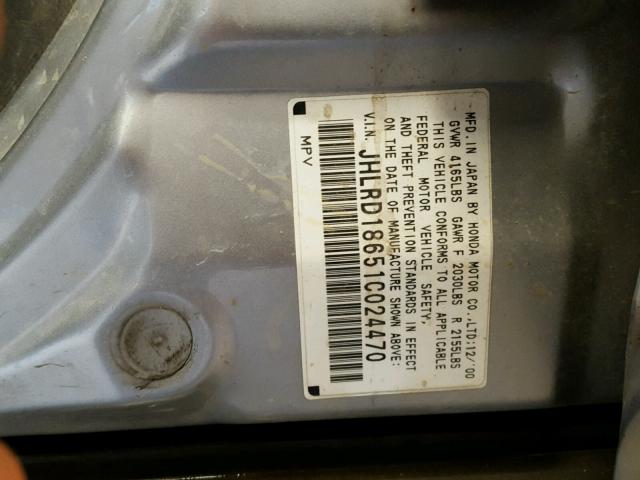 MFD. IN JAPAN BY HONDA MOTOR CO., LTD:12/'00
GVWR 4165LBS GAWR F 2030LBS R 2155LBS
THIS VEHICLE CONFORMS TO ALL APPLICABLE
FEDERAL MOTOR VEHICLE SAFETY,
AND THEFT PREVENTION STANDARDS IN EFFECT
ON THE DATE OF MANUFACTURE SHOWN ABOVE:
V.I.N. JHLRD18651C024470
MPV